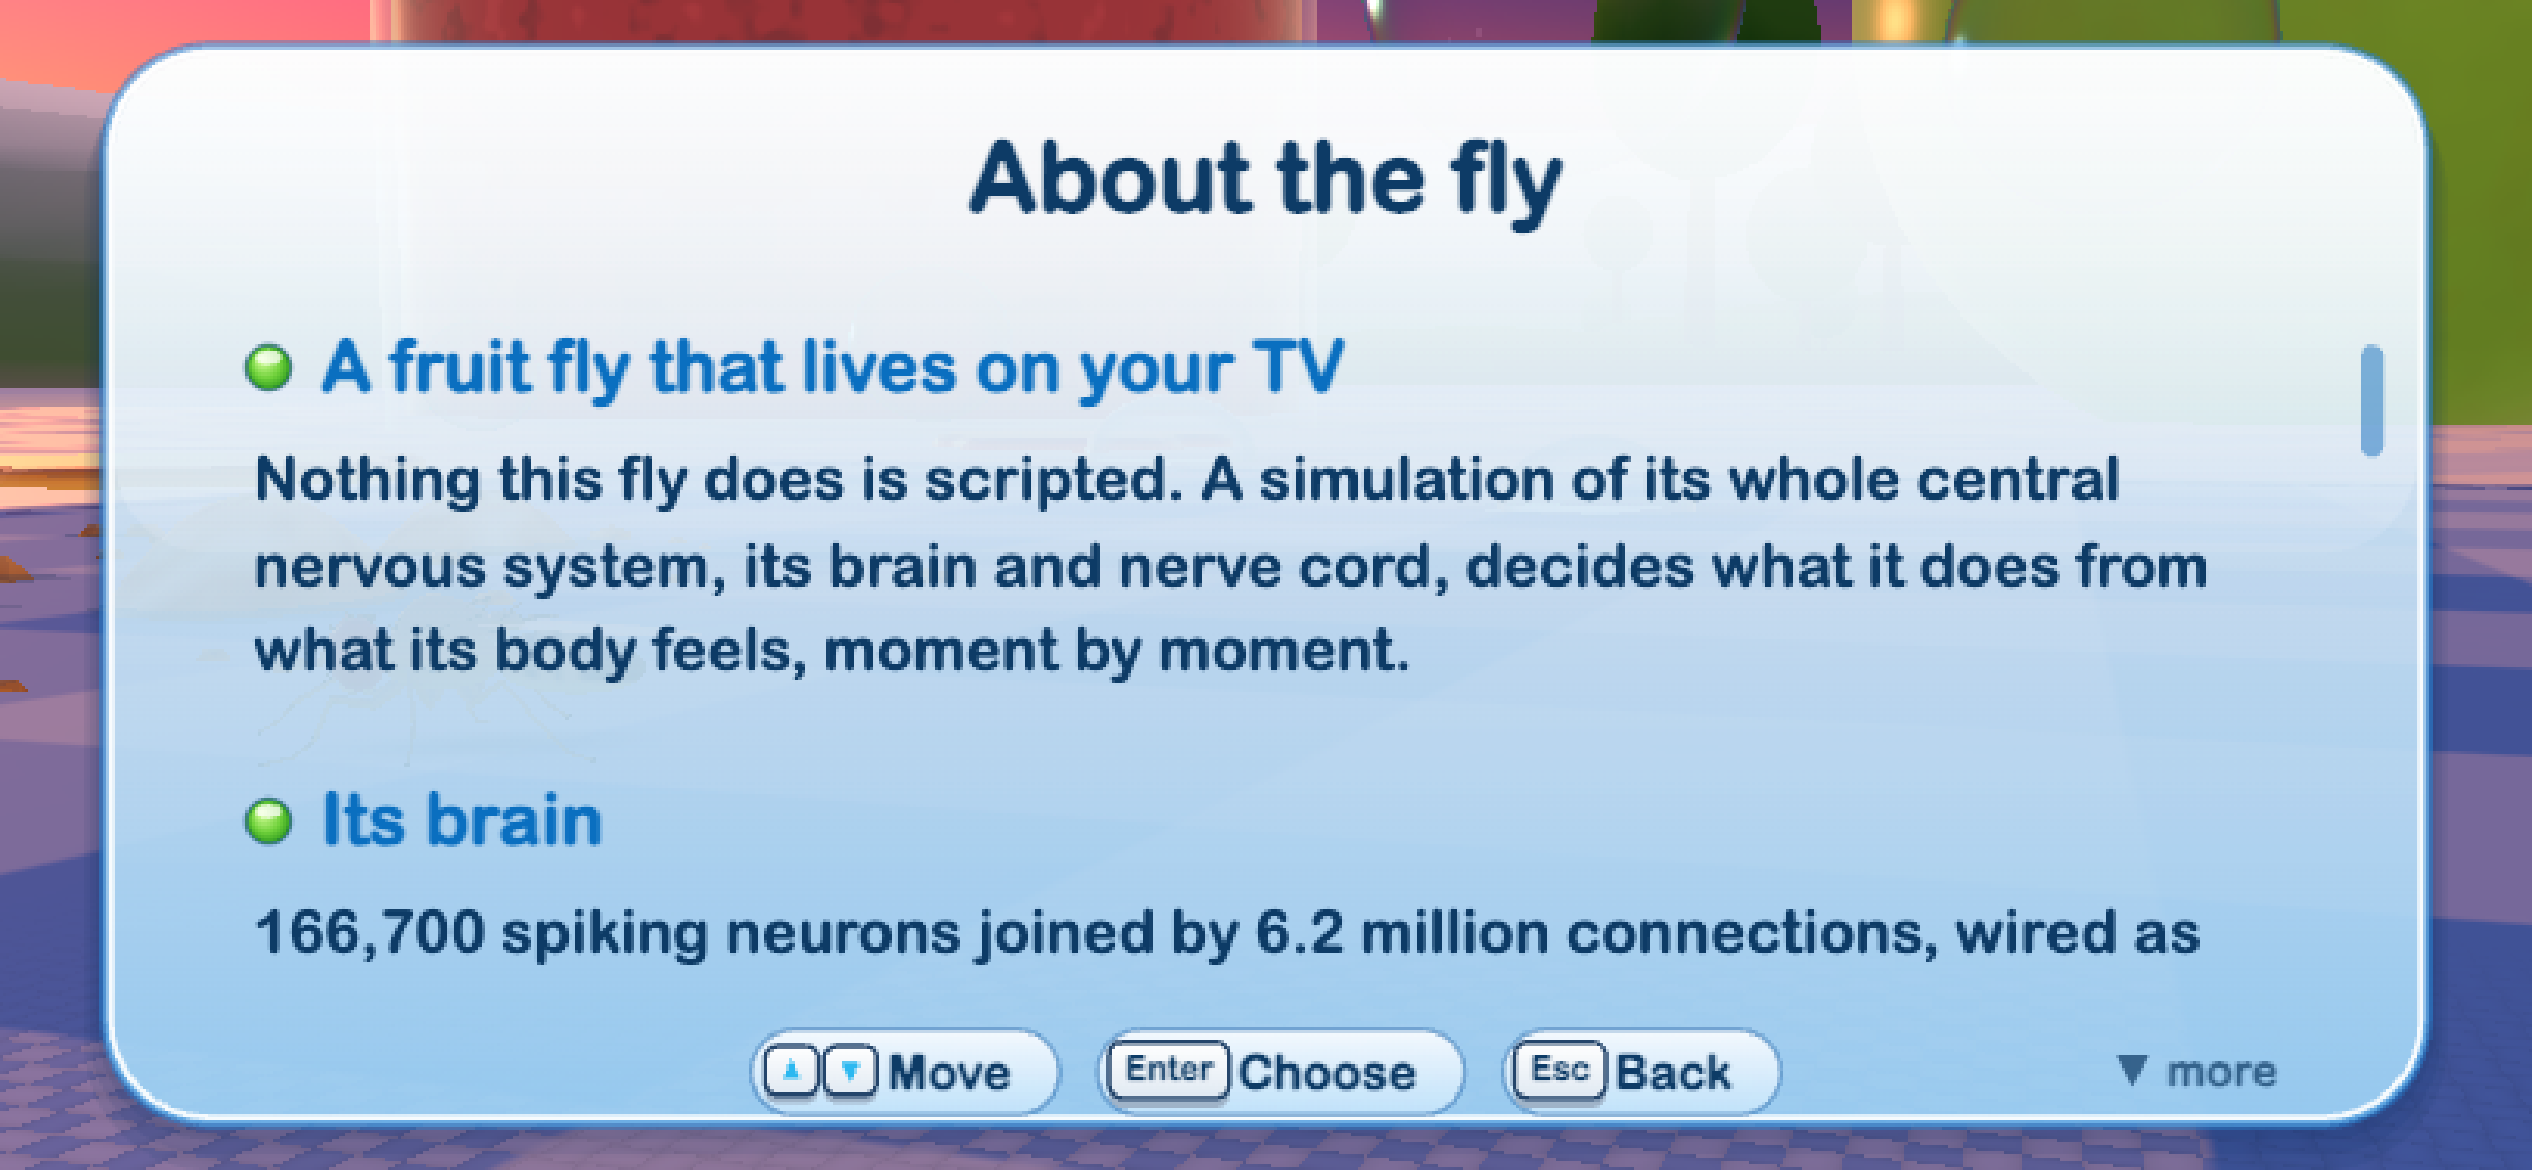 About the fly
A fruit fly that lives on your TV
Nothing this fly does is scripted. A simulation of its whole central
nervous system, its brain and nerve cord, decides what it does from
what its body feels, moment by moment.
Its brain
166,700 spiking neurons joined by 6.2 million connections, wired as
▲ ▼ Move Enter Choose Esc Back ▼ more